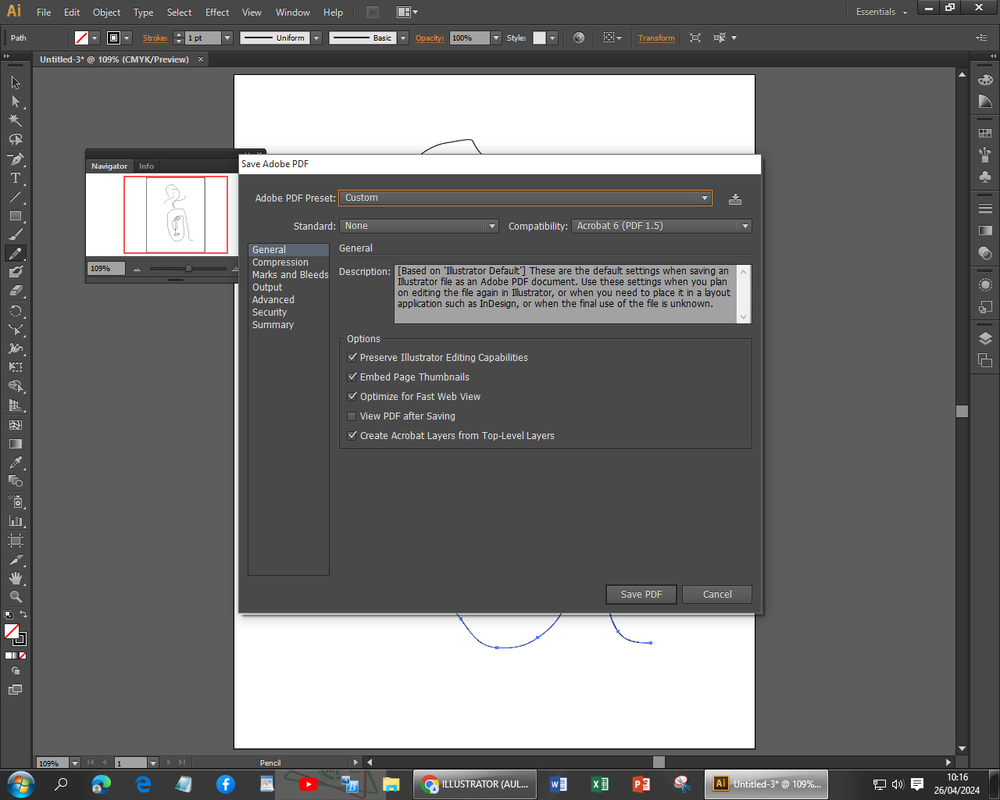 Ai File Edit Object Type Select Effect View Window Help Br Essentials
Path Stroke: 1 pt Uniform Basic Opacity: 100% Style: Transform
Untitled-3* @ 109% (CMYK/Preview) ×
Navigator Info
109%
Save Adobe PDF
Adobe PDF Preset: Custom
Standard: None Compatibility: Acrobat 6 (PDF 1.5)
General
Compression
Marks and Bleeds
Output
Advanced
Security
Summary
General
Description: [Based on 'Illustrator Default'] These are the default settings when saving an
Illustrator file as an Adobe PDF document. Use these settings when you plan
on editing the file again in Illustrator, or when you need to place it in a layout
application such as InDesign, or when the final use of the file is unknown.
Options
Preserve Illustrator Editing Capabilities
Embed Page Thumbnails
Optimize for Fast Web View
View PDF after Saving
Create Acrobat Layers from Top-Level Layers
Save PDF Cancel
109% 1 Pencil
ILLUSTRATOR (AUL... Ai Untitled-3* @ 109%...
10:16
26/04/2024